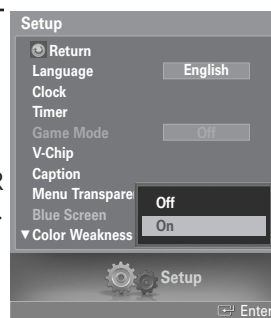 Setup
Return
Language English
Clock
Timer
Game Mode Off
V-Chip
Caption
Menu Transparen
Blue Screen
▼ Color Weakness
Off
On
R
Setup
Enter